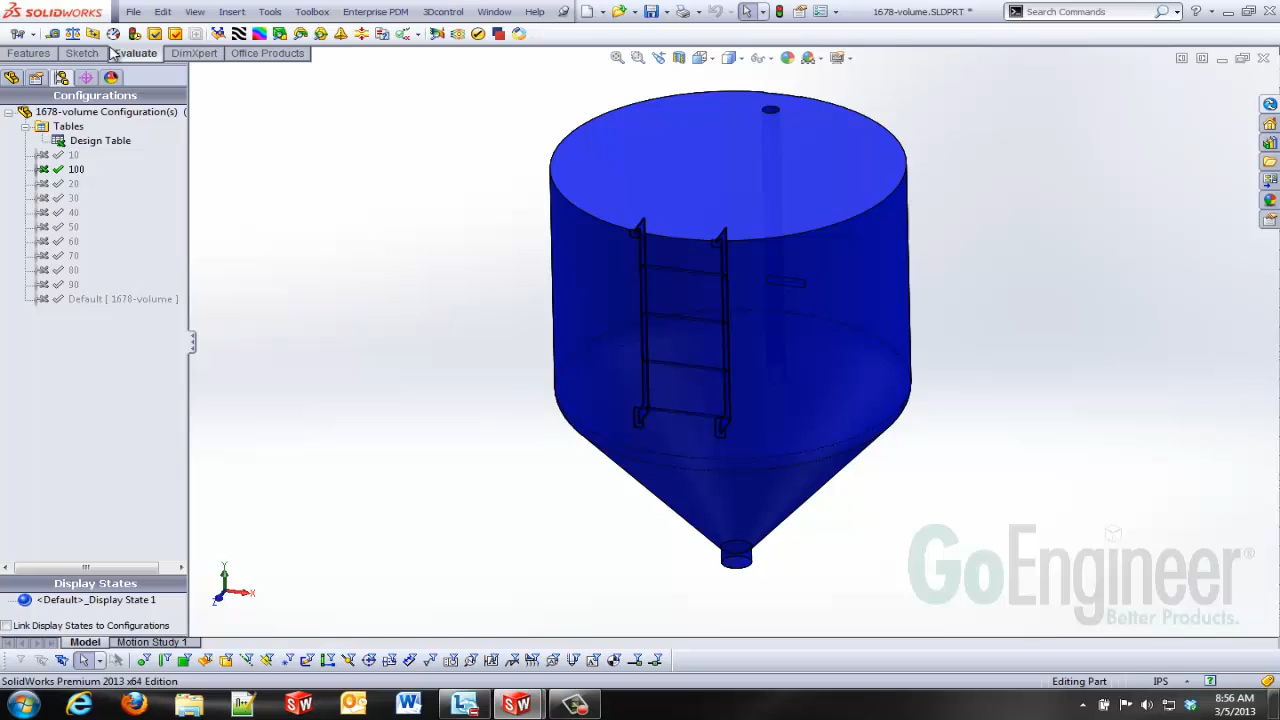 SOLIDWORKS File Edit View Insert Tools Toolbox Enterprise PDM 3Dcontrol Window Help 1678-volume.SLDPRT * Search Commands
Features Sketch Evaluate DimXpert Office Products
Configurations
1678-volume Configuration(s) (
Tables
Design Table
10
100
20
30
40
50
60
70
80
90
Default [ 1678-volume ]
Y
X
Z
GoEngineer®
Better Products.
Display States
<Default>_Display State 1
Link Display States to Configurations
Model Motion Study 1
SolidWorks Premium 2013 x64 Edition Editing Part IPS
8:56 AM
3/5/2013